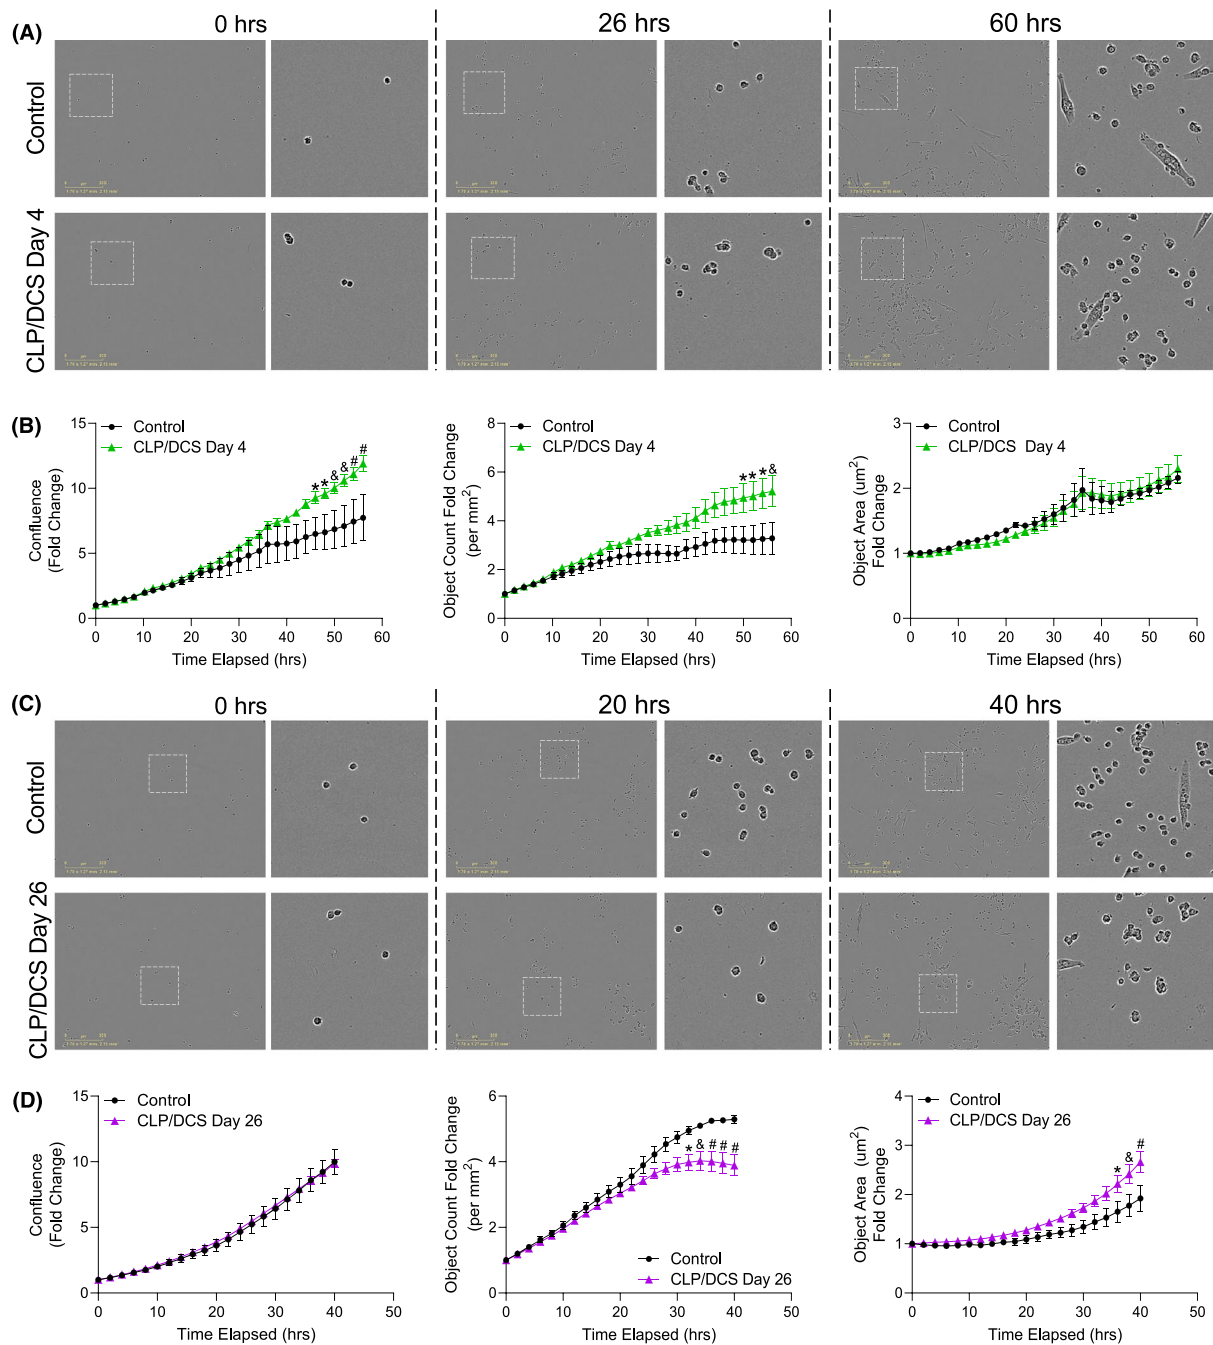 (A)
0 hrs
26 hrs
60 hrs
Control
CLP/DCS Day 4
(B)
Control
CLP/DCS Day 4
Confluence
(Fold Change)
15
10
5
0
* * & & # #
0 10 20 30 40 50 60
Time Elapsed (hrs)
Control
CLP/DCS Day 4
Object Count Fold Change
(per mm²)
8
6
4
2
0
* * * &
0 10 20 30 40 50 60
Time Elapsed (hrs)
Control
CLP/DCS Day 4
Object Area (um²)
Fold Change
3
2
1
0
0 10 20 30 40 50 60
Time Elapsed (hrs)
(C)
0 hrs
20 hrs
40 hrs
Control
CLP/DCS Day 26
(D)
Control
CLP/DCS Day 26
Confluence
(Fold Change)
15
10
5
0
0 10 20 30 40 50
Time Elapsed (hrs)
Object Count Fold Change
(per mm²)
6
4
2
0
* & # # #
Control
CLP/DCS Day 26
0 10 20 30 40 50
Time Elapsed (hrs)
Control
CLP/DCS Day 26
Object Area (um²)
Fold Change
4
3
2
1
0
* & #
0 10 20 30 40 50
Time Elapsed (hrs)